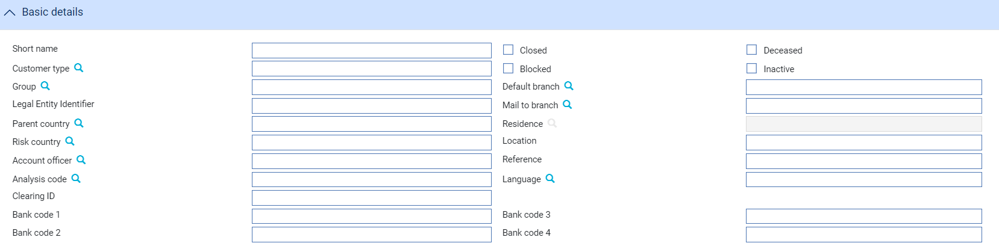 Basic details
Short name Closed Deceased
Customer type Blocked Inactive
Group Default branch
Legal Entity Identifier Mail to branch
Parent country Residence
Risk country Location
Account officer Reference
Analysis code Language
Clearing ID
Bank code 1 Bank code 3
Bank code 2 Bank code 4